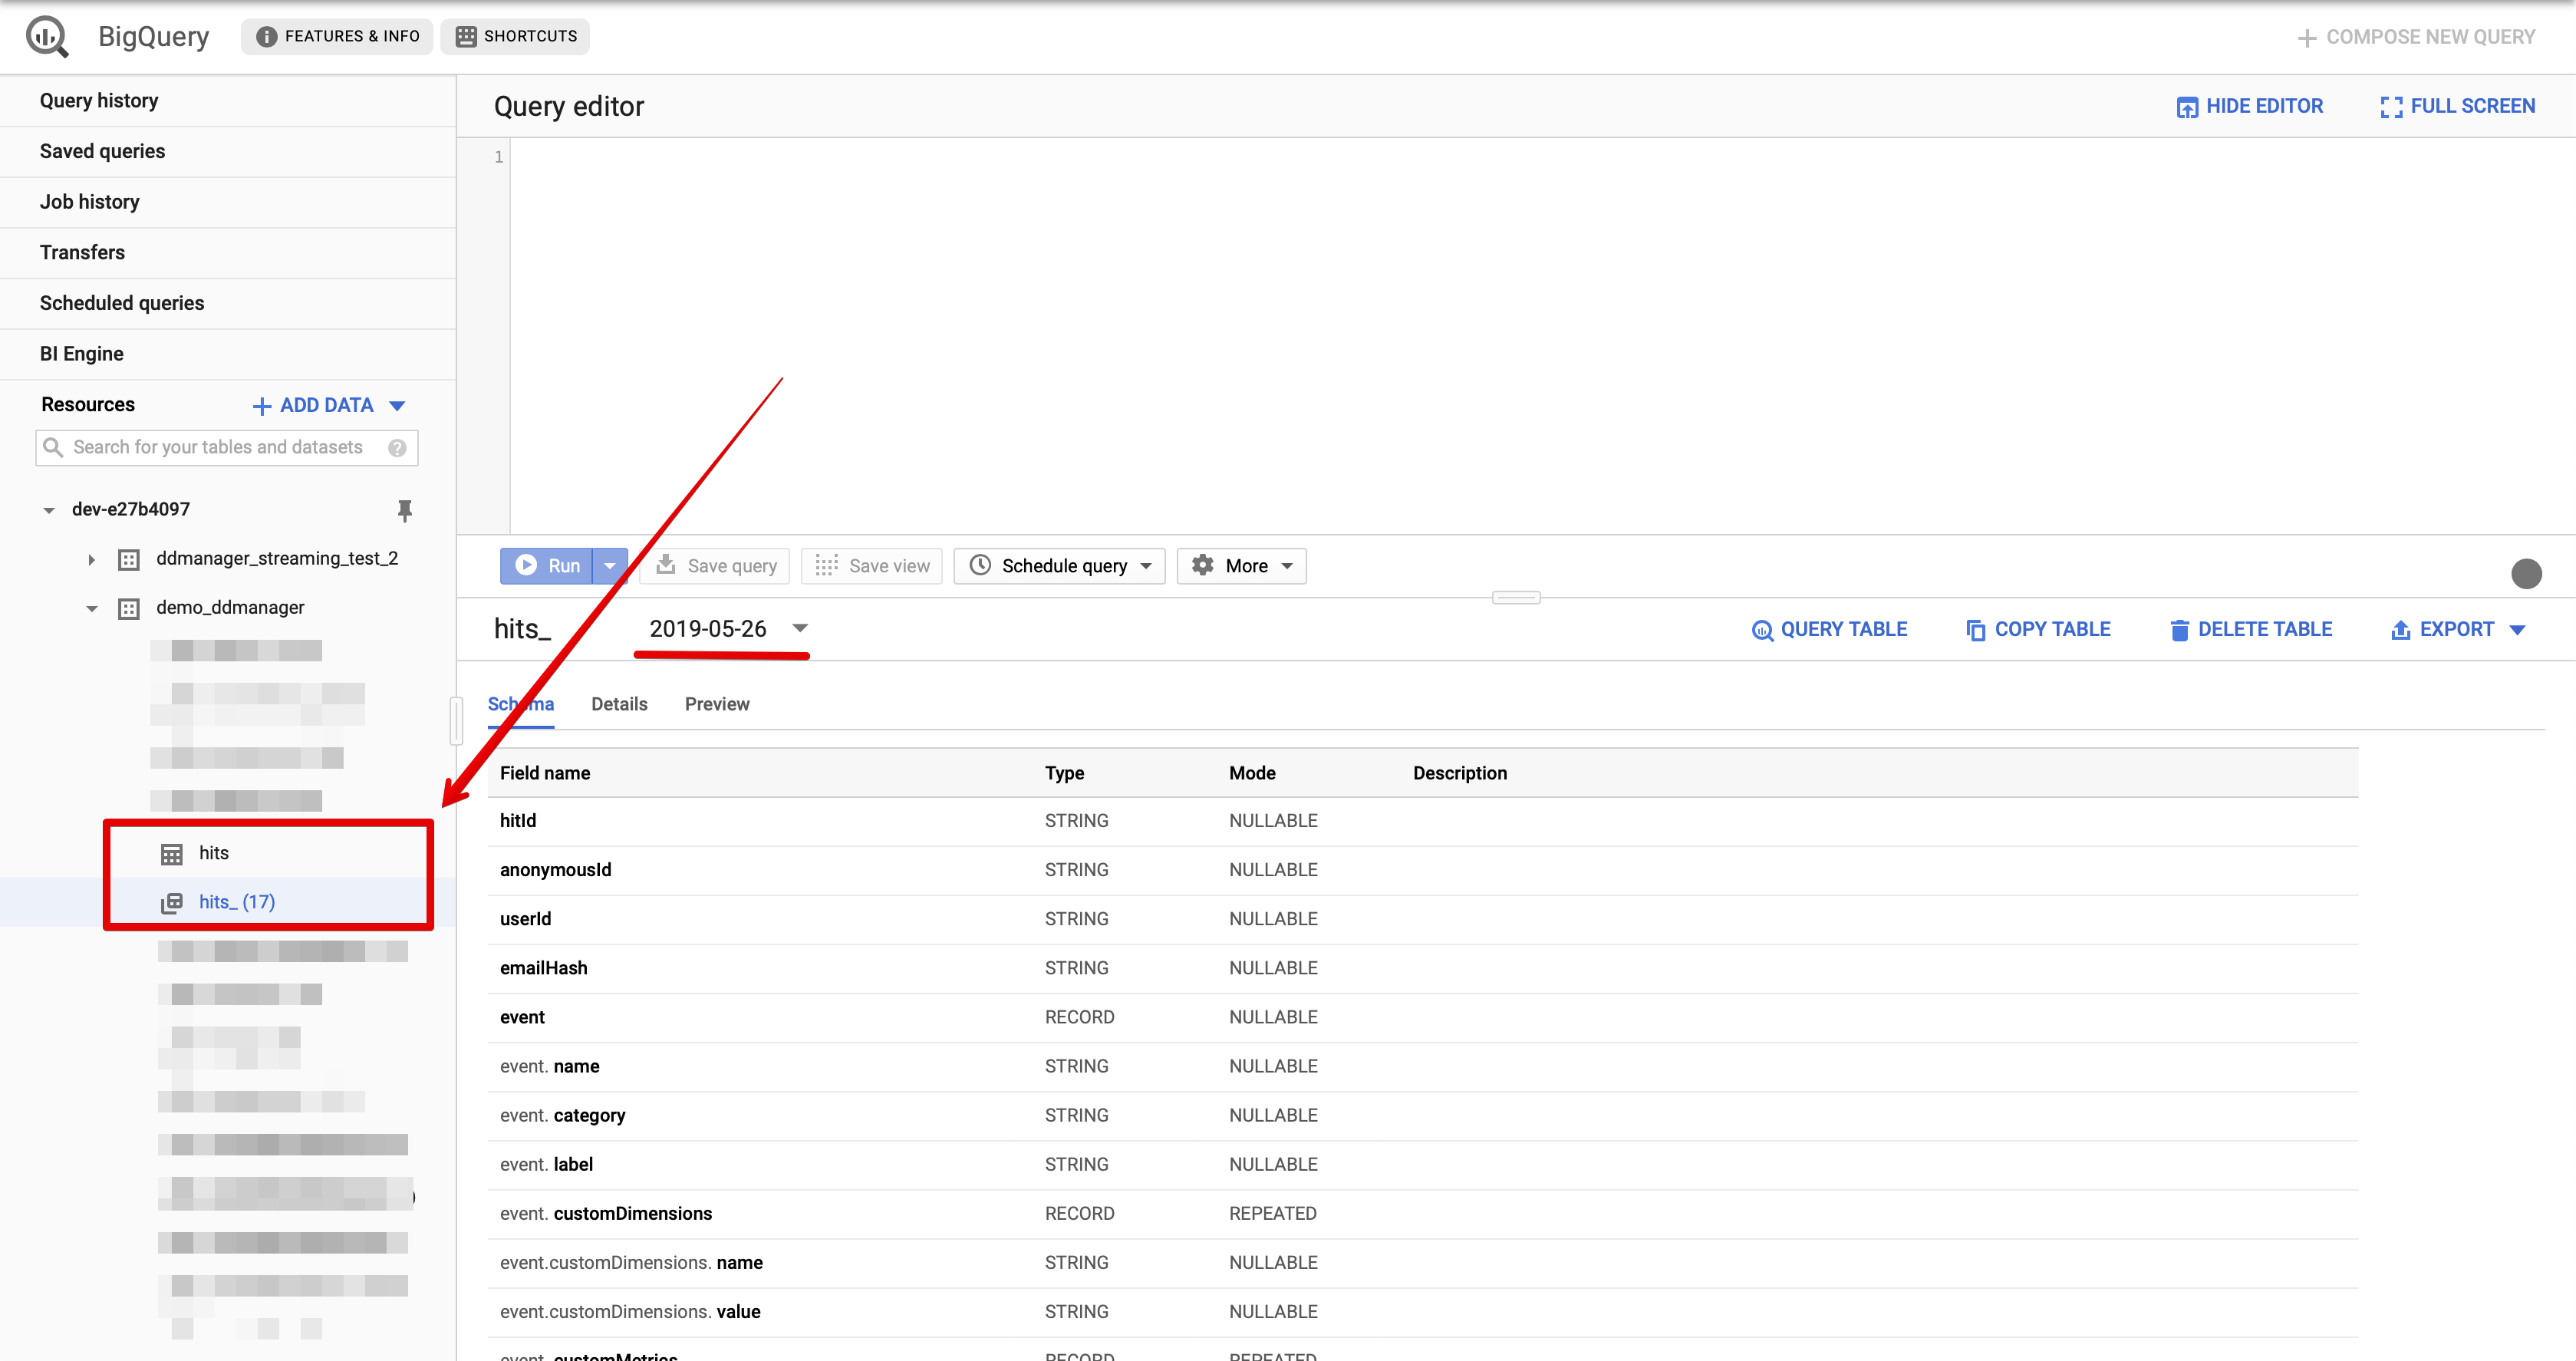 BigQuery FEATURES & INFO SHORTCUTS COMPOSE NEW QUERY
Query history
Saved queries
Job history
Transfers
Scheduled queries
BI Engine
Resources ADD DATA
Search for your tables and datasets
dev-e27b4097
ddmanager_streaming_test_2
demo_ddmanager
hits
hits_ (17)
Query editor HIDE EDITOR FULL SCREEN
1
Run Save query Save view Schedule query More
hits_ 2019-05-26 QUERY TABLE COPY TABLE DELETE TABLE EXPORT
Schema Details Preview
Field name Type Mode Description
hitId STRING NULLABLE
anonymousId STRING NULLABLE
userId STRING NULLABLE
emailHash STRING NULLABLE
event RECORD NULLABLE
event. name STRING NULLABLE
event. category STRING NULLABLE
event. label STRING NULLABLE
event. customDimensions RECORD REPEATED
event.customDimensions. name STRING NULLABLE
event.customDimensions. value STRING NULLABLE
event. customMetrics RECORD REPEATED